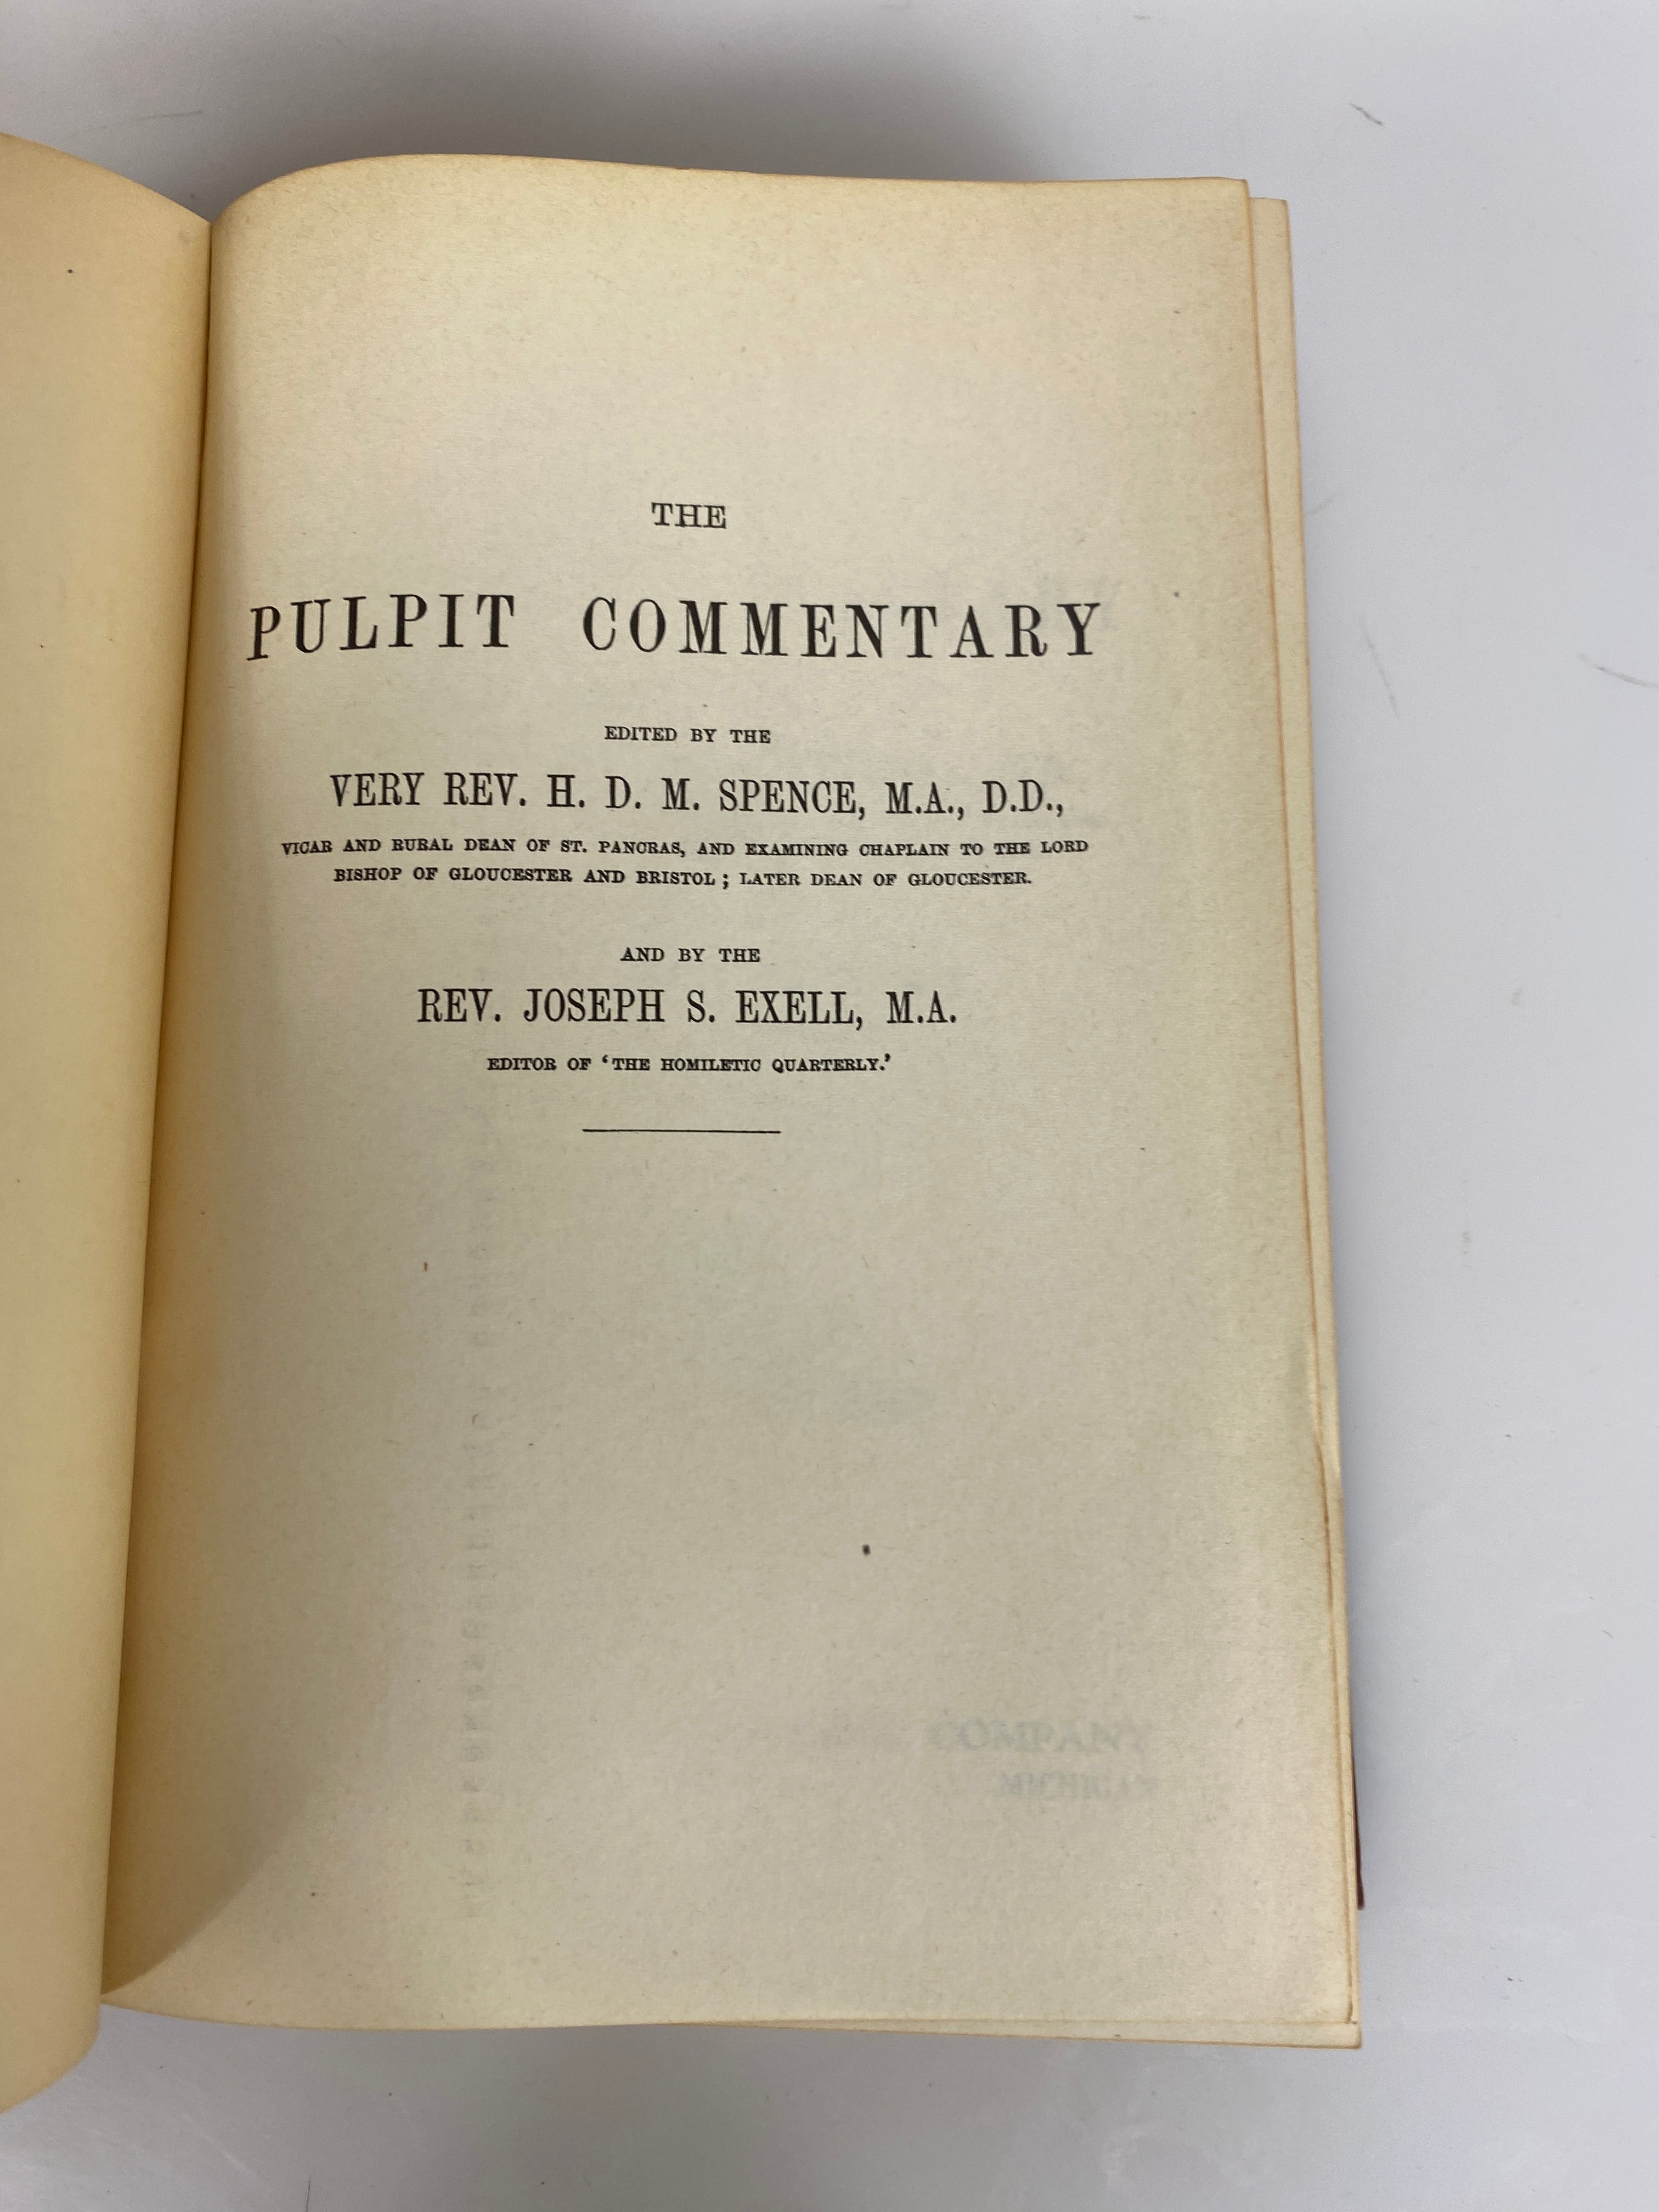 THE
PULPIT COMMENTARY
EDITED BY THE
VERY REV. H. D. M. SPENCE, M.A., D.D.,
VICAR AND RURAL DEAN OF ST. PANCRAS, AND EXAMINING CHAPLAIN TO THE LORD
BISHOP OF GLOUCESTER AND BRISTOL; LATER DEAN OF GLOUCESTER.
AND BY THE
REV. JOSEPH S. EXELL, M.A.
EDITOR OF 'THE HOMILETIC QUARTERLY.'